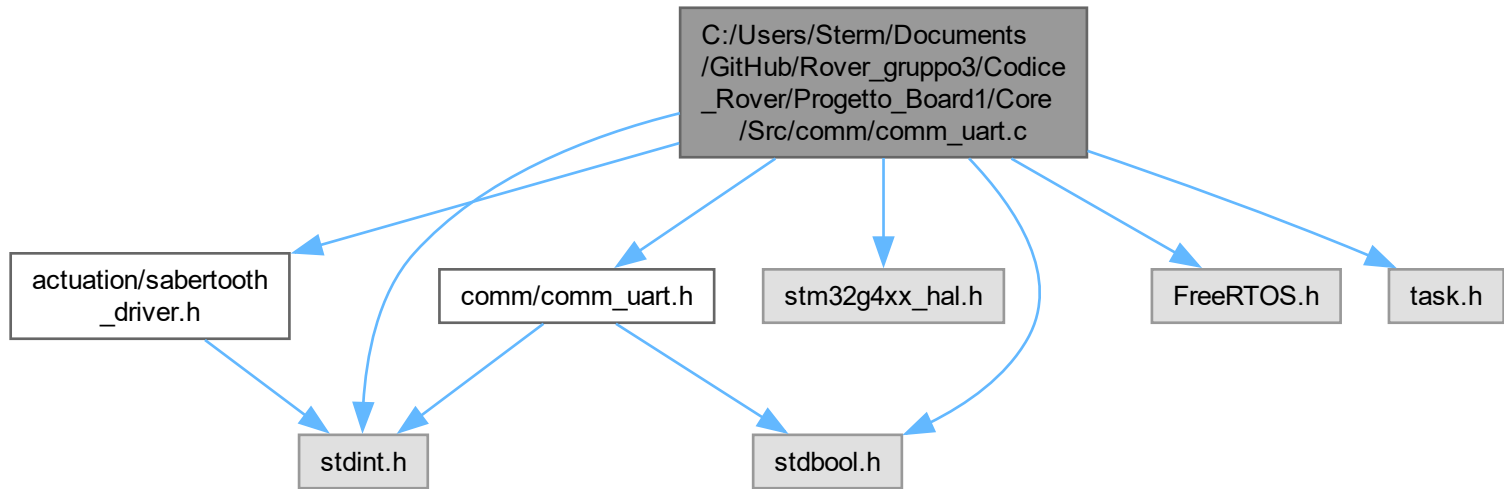 C:/Users/Sterm/Documents
/GitHub/Rover_gruppo3/Codice
_Rover/Progetto_Board1/Core
/Src/comm/comm_uart.c
actuation/sabertooth
_driver.h
comm/comm_uart.h
stm32g4xx_hal.h
FreeRTOS.h
task.h
stdint.h
stdbool.h